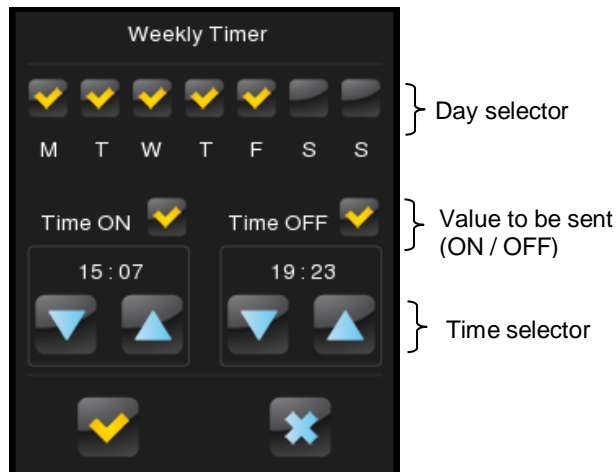 Weekly Timer
Day selector
M T W T F S S
Time ON Time OFF
Value to be sent
(ON / OFF)
15:07 19:23
Time selector